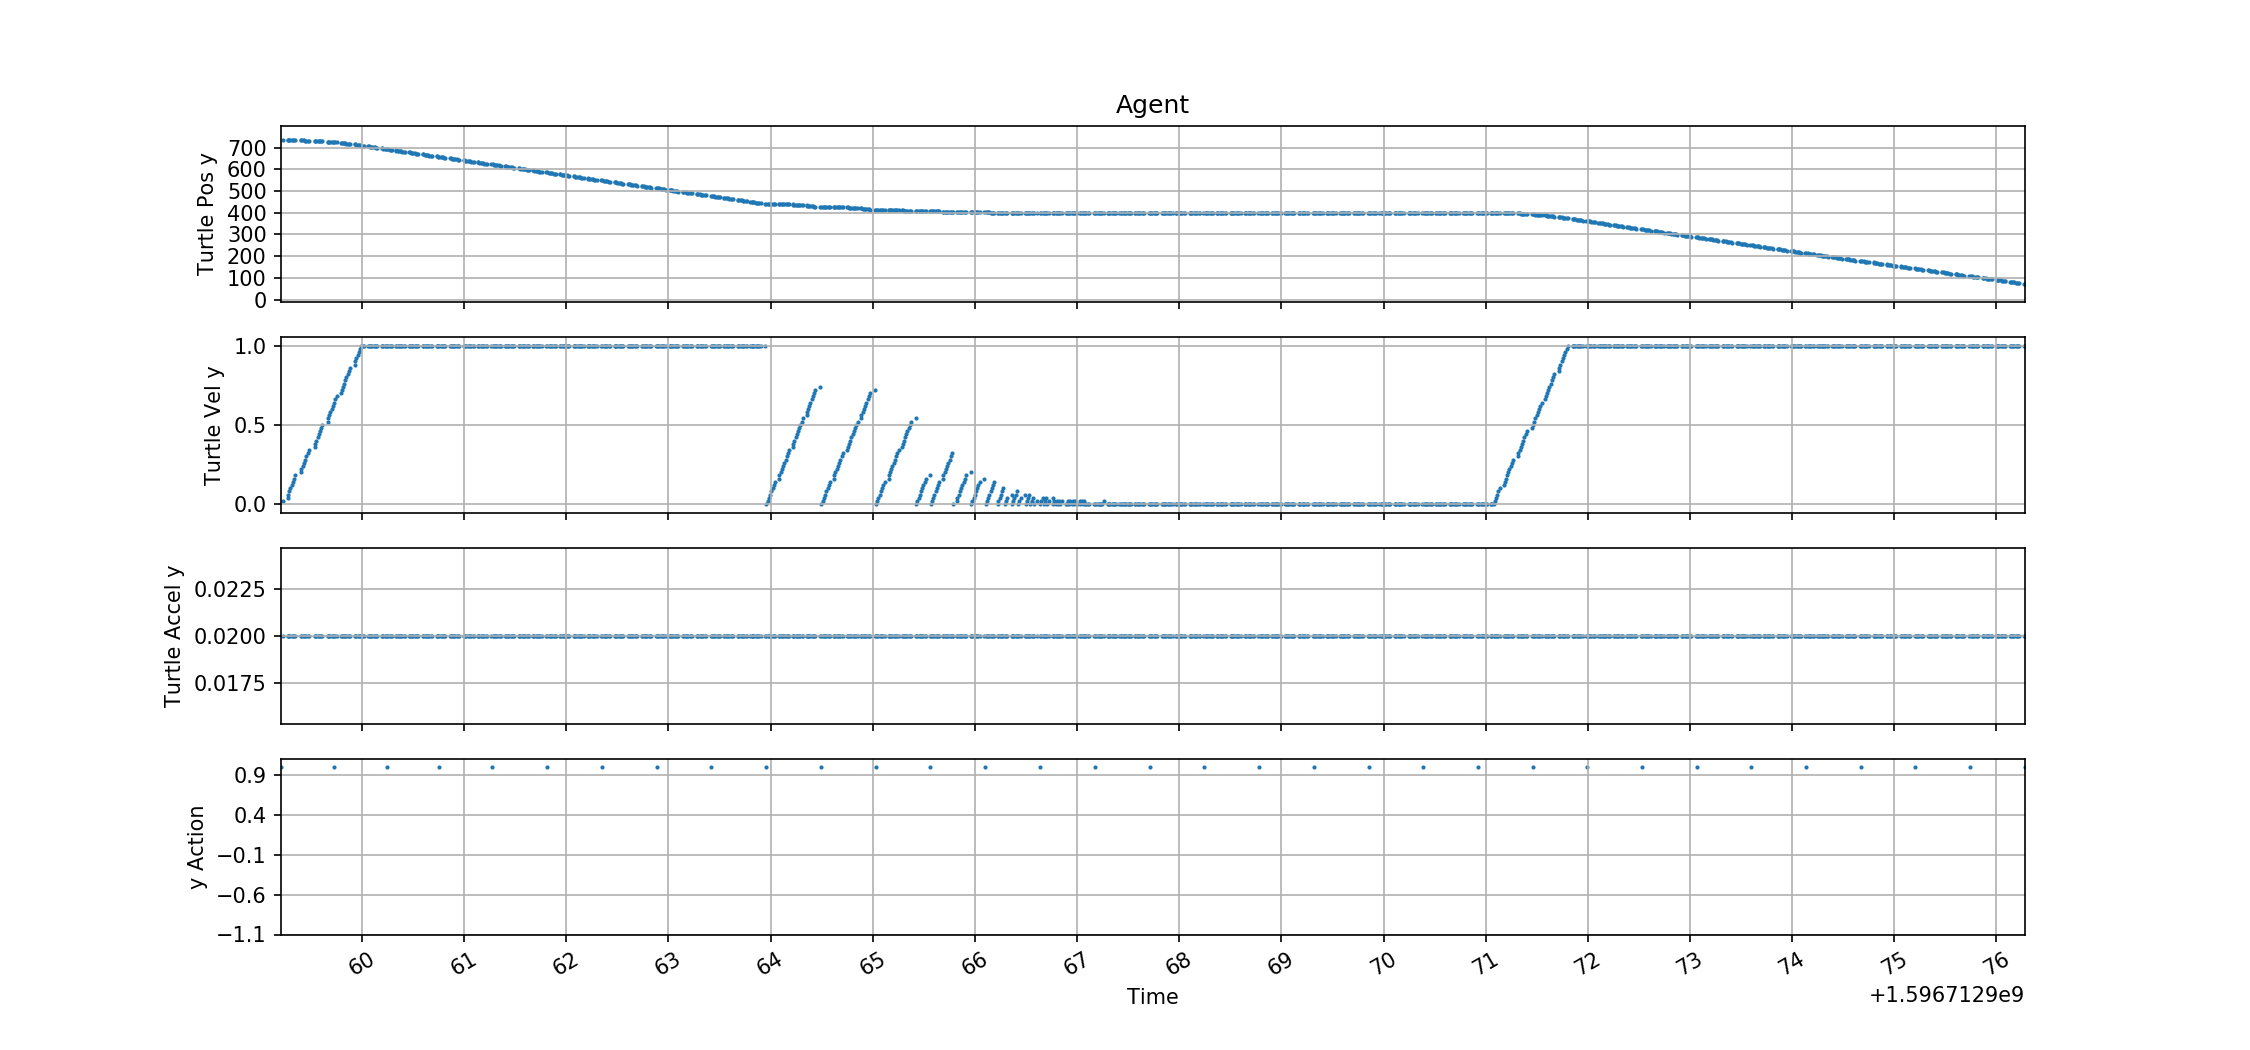 Agent
Turtle Pos y
700
600
500
400
300
200
100
0
Turtle Vel y
1.0
0.5
0.0
Turtle Accel y
0.0225
0.0200
0.0175
y Action
0.9
0.4
−0.1
−0.6
−1.1
60 61 62 63 64 65 66 67 68 69 70 71 72 73 74 75 76
Time
+1.5967129e9